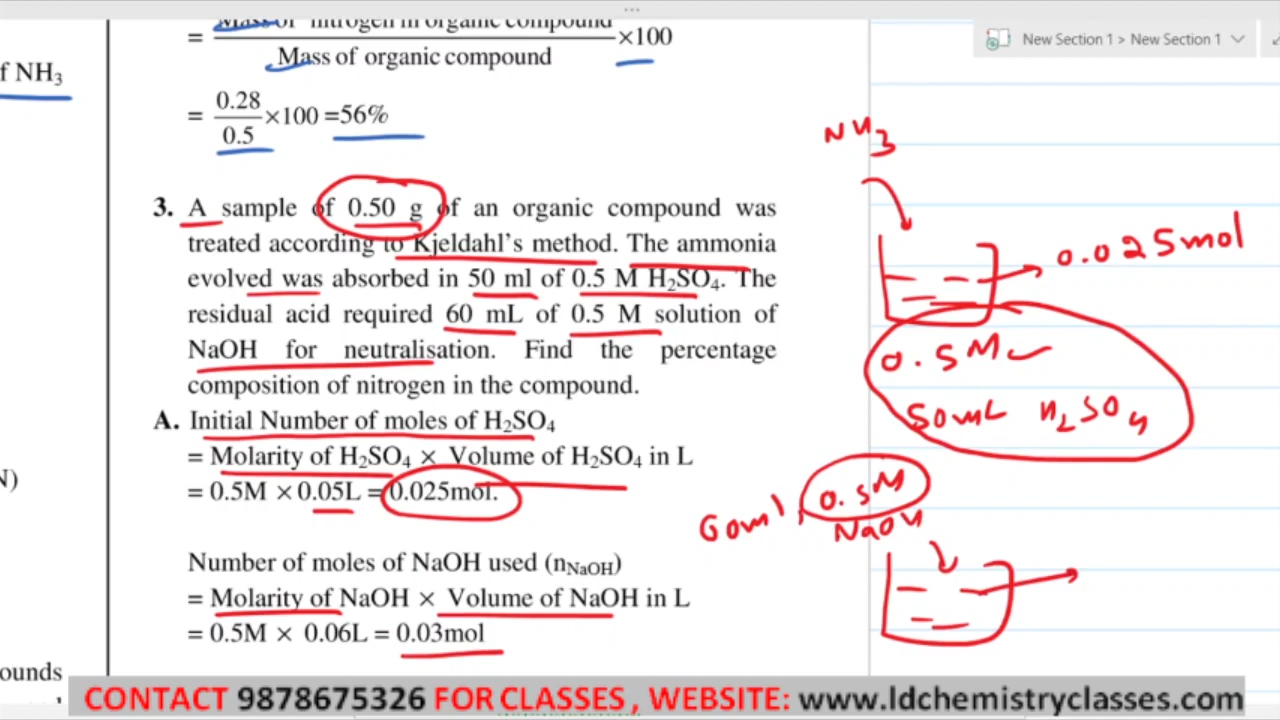 Mass of nitrogen in organic compound
= ×100
Mass of organic compound
New Section 1 > New Section 1
f NH₃
= 0.28
0.5 ×100 =56%
NH₃
3. A sample of 0.50 g of an organic compound was
treated according to Kjeldahl's method. The ammonia
evolved was absorbed in 50 ml of 0.5 M H₂SO₄. The
residual acid required 60 mL of 0.5 M solution of
NaOH for neutralisation. Find the percentage
composition of nitrogen in the compound.
0.025mol
0.5M
50mL H₂SO₄
A. Initial Number of moles of H₂SO₄
= Molarity of H₂SO₄ × Volume of H₂SO₄ in L
= 0.5M ×0.05L = 0.025mol.
N)
60ml, 0.5M
NaOH
Number of moles of NaOH used (nNaOH)
= Molarity of NaOH × Volume of NaOH in L
= 0.5M × 0.06L = 0.03mol
ounds
CONTACT 9878675326 FOR CLASSES , WEBSITE: www.ldchemistryclasses.com